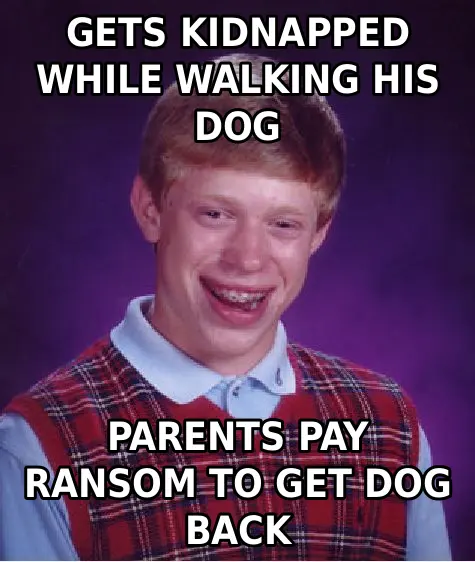 GETS KIDNAPPED
WHILE WALKING HIS
DOG
PARENTS PAY
RANSOM TO GET DOG
BACK